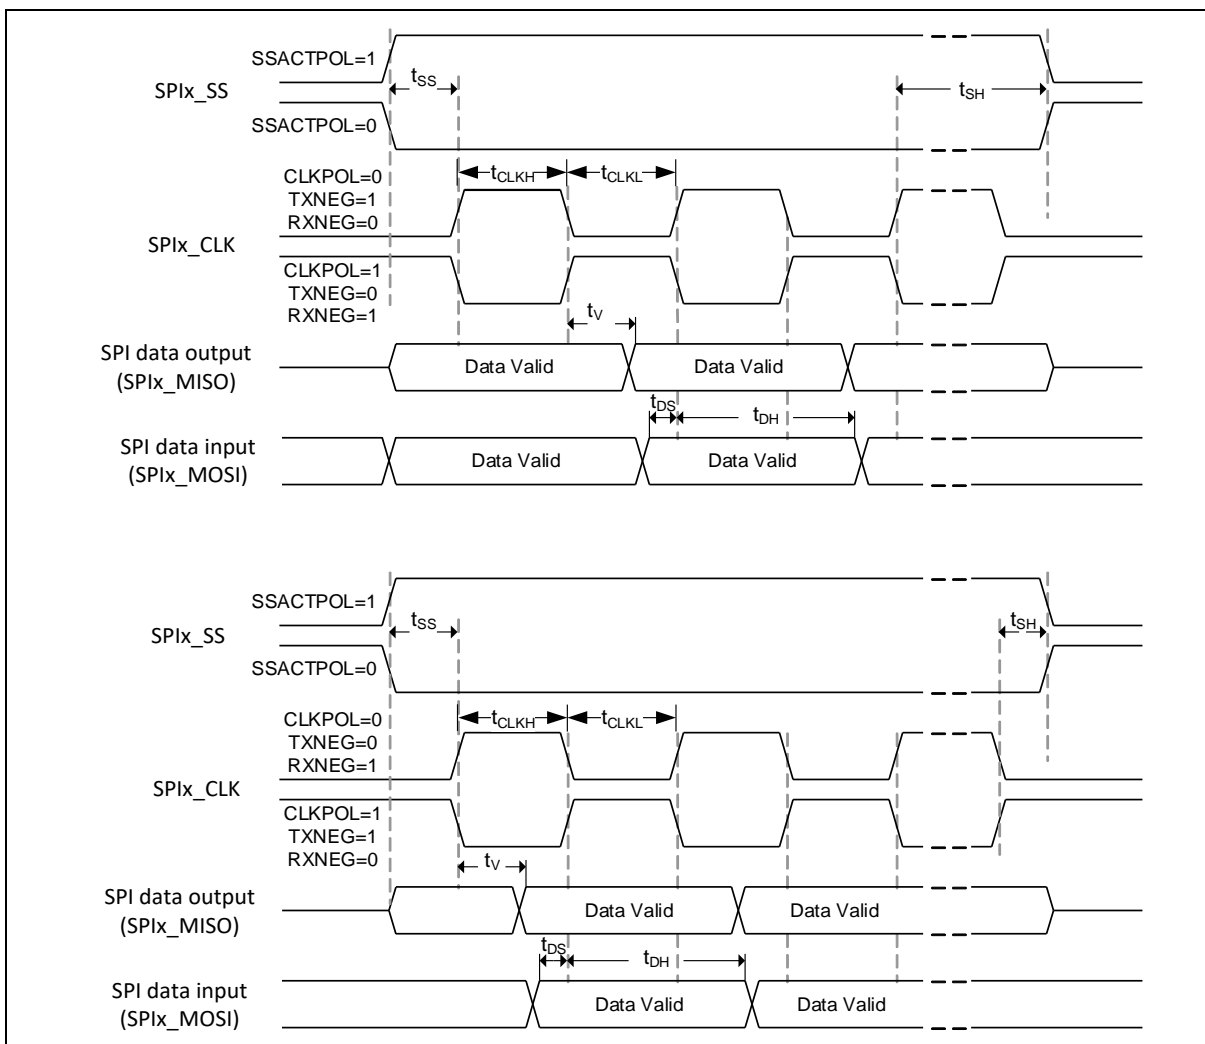 SSACTPOL=1
tSS
SPIx_SS
tSH
SSACTPOL=0
CLKPOL=0
TXNEG=1
RXNEG=0
tCLKH
tCLKL
SPIx_CLK
CLKPOL=1
TXNEG=0
RXNEG=1
tV
SPI data output
(SPIx_MISO)
Data Valid
Data Valid
tDS
tDH
SPI data input
(SPIx_MOSI)
Data Valid
Data Valid
SSACTPOL=1
tSS
tSH
SPIx_SS
SSACTPOL=0
CLKPOL=0
TXNEG=0
RXNEG=1
tCLKH
tCLKL
SPIx_CLK
CLKPOL=1
TXNEG=1
RXNEG=0
tV
SPI data output
(SPIx_MISO)
Data Valid
Data Valid
tDS
tDH
SPI data input
(SPIx_MOSI)
Data Valid
Data Valid